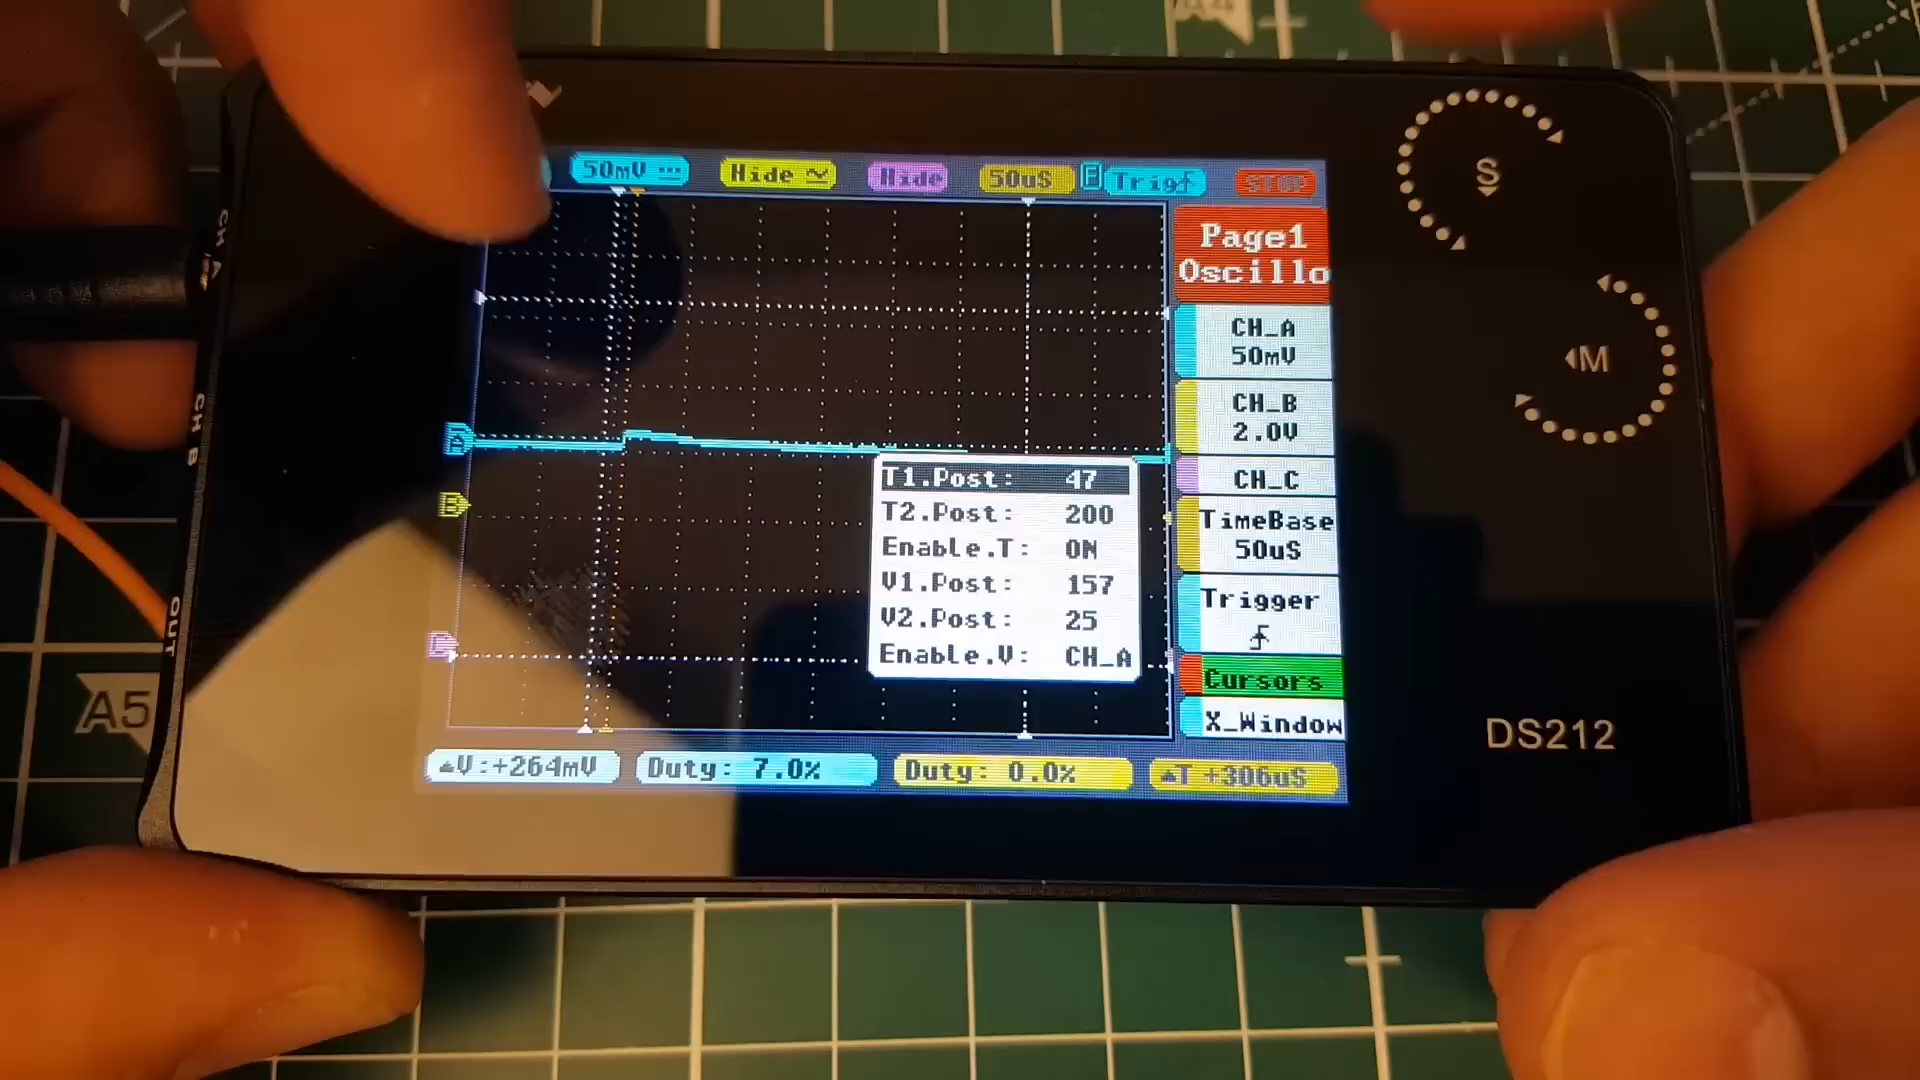 A4
50mV
Hide
Hide
50uS
F
Trig
STOP
Page1
Oscillo
CH_A
50mV
CH_B
2.0V
CH_C
TimeBase
50uS
Trigger
Cursors
X_Window
T1.Post: 47
T2.Post: 200
Enable.T: ON
V1.Post: 157
V2.Post: 25
Enable.V: CH_A
A
B
▲V:+264mV
Duty: 7.0%
Duty: 0.0%
▲T +306uS
S
M
DS212
CH A
CH B
OUT
A5